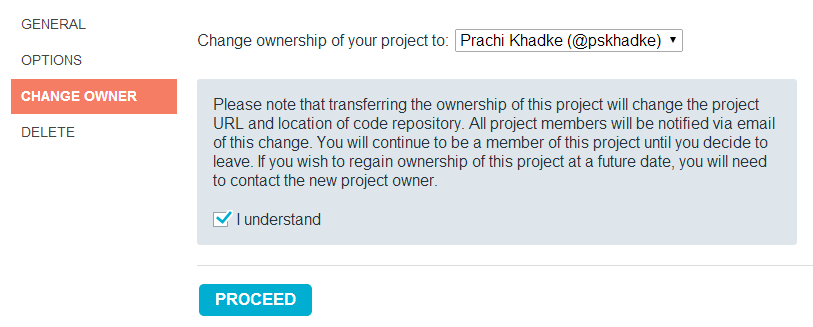 GENERAL
OPTIONS
CHANGE OWNER
DELETE
Change ownership of your project to: Prachi Khadke (@pskhadke)
Please note that transferring the ownership of this project will change the project
URL and location of code repository. All project members will be notified via email
of this change. You will continue to be a member of this project until you decide to
leave. If you wish to regain ownership of this project at a future date, you will need
to contact the new project owner.
I understand
PROCEED